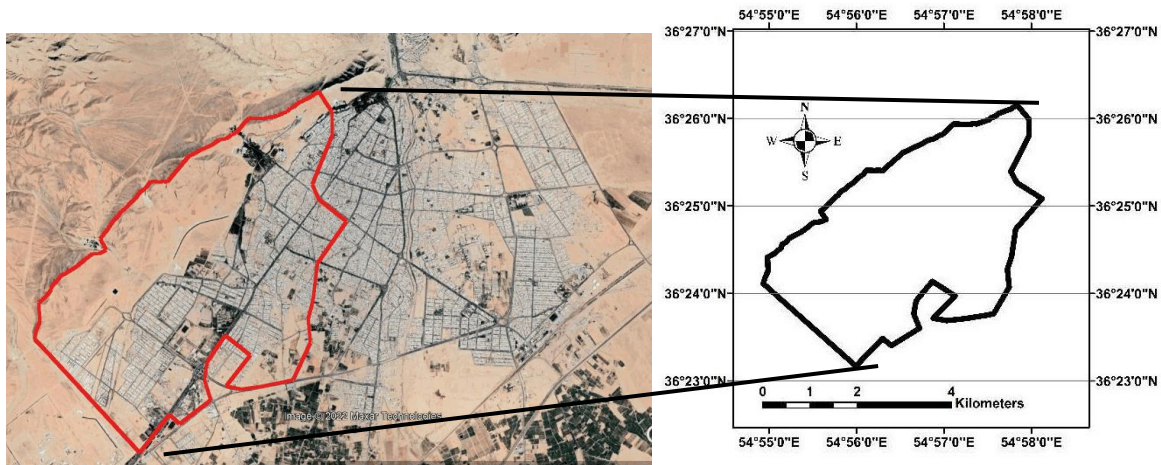 54°55'0"E 54°56'0"E 54°57'0"E 54°58'0"E
36°27'0"N 36°27'0"N
36°26'0"N 36°26'0"N
N
W E
S
36°25'0"N 36°25'0"N
36°24'0"N 36°24'0"N
36°23'0"N 36°23'0"N
0 1 2 4
Kilometers
54°55'0"E 54°56'0"E 54°57'0"E 54°58'0"E
Image © 2022 Maxar Technologies